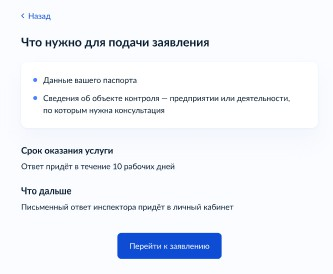 Назад
Что нужно для подачи заявления
Данные вашего паспорта
Сведения об объекте контроля — предприятии или деятельности,
по которым нужна консультация
Срок оказания услуги
Ответ придёт в течение 10 рабочих дней
Что дальше
Письменный ответ инспектора придёт в личный кабинет
Перейти к заявлению